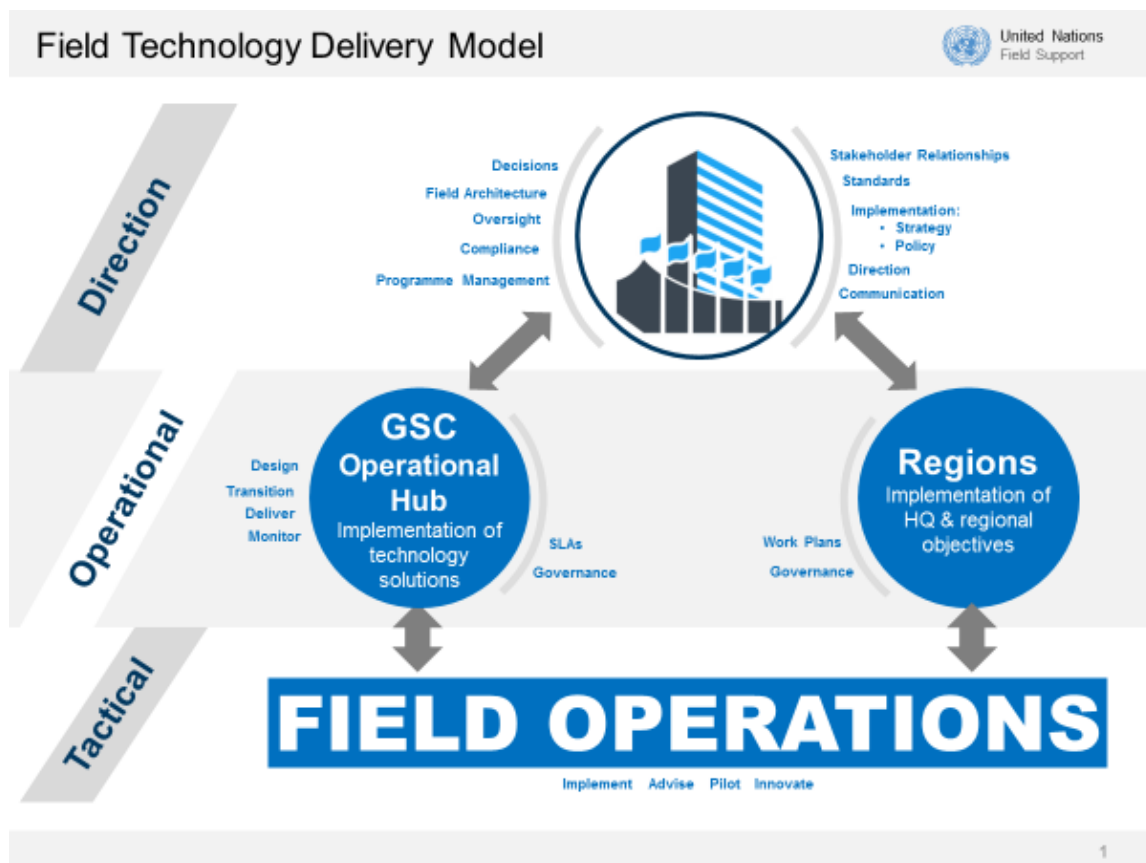 Field Technology Delivery Model
United Nations
Field Support
Direction
Decisions
Field Architecture
Oversight
Compliance
Programme Management
Stakeholder Relationships
Standards
Implementation:
• Strategy
• Policy
Direction
Communication
Operational
Design
Transition
Deliver
Monitor
GSC
Operational
Hub
Implementation of
technology
solutions
SLAs
Governance
Work Plans
Governance
Regions
Implementation of
HQ & regional
objectives
Tactical
FIELD OPERATIONS
Implement Advise Pilot Innovate
1